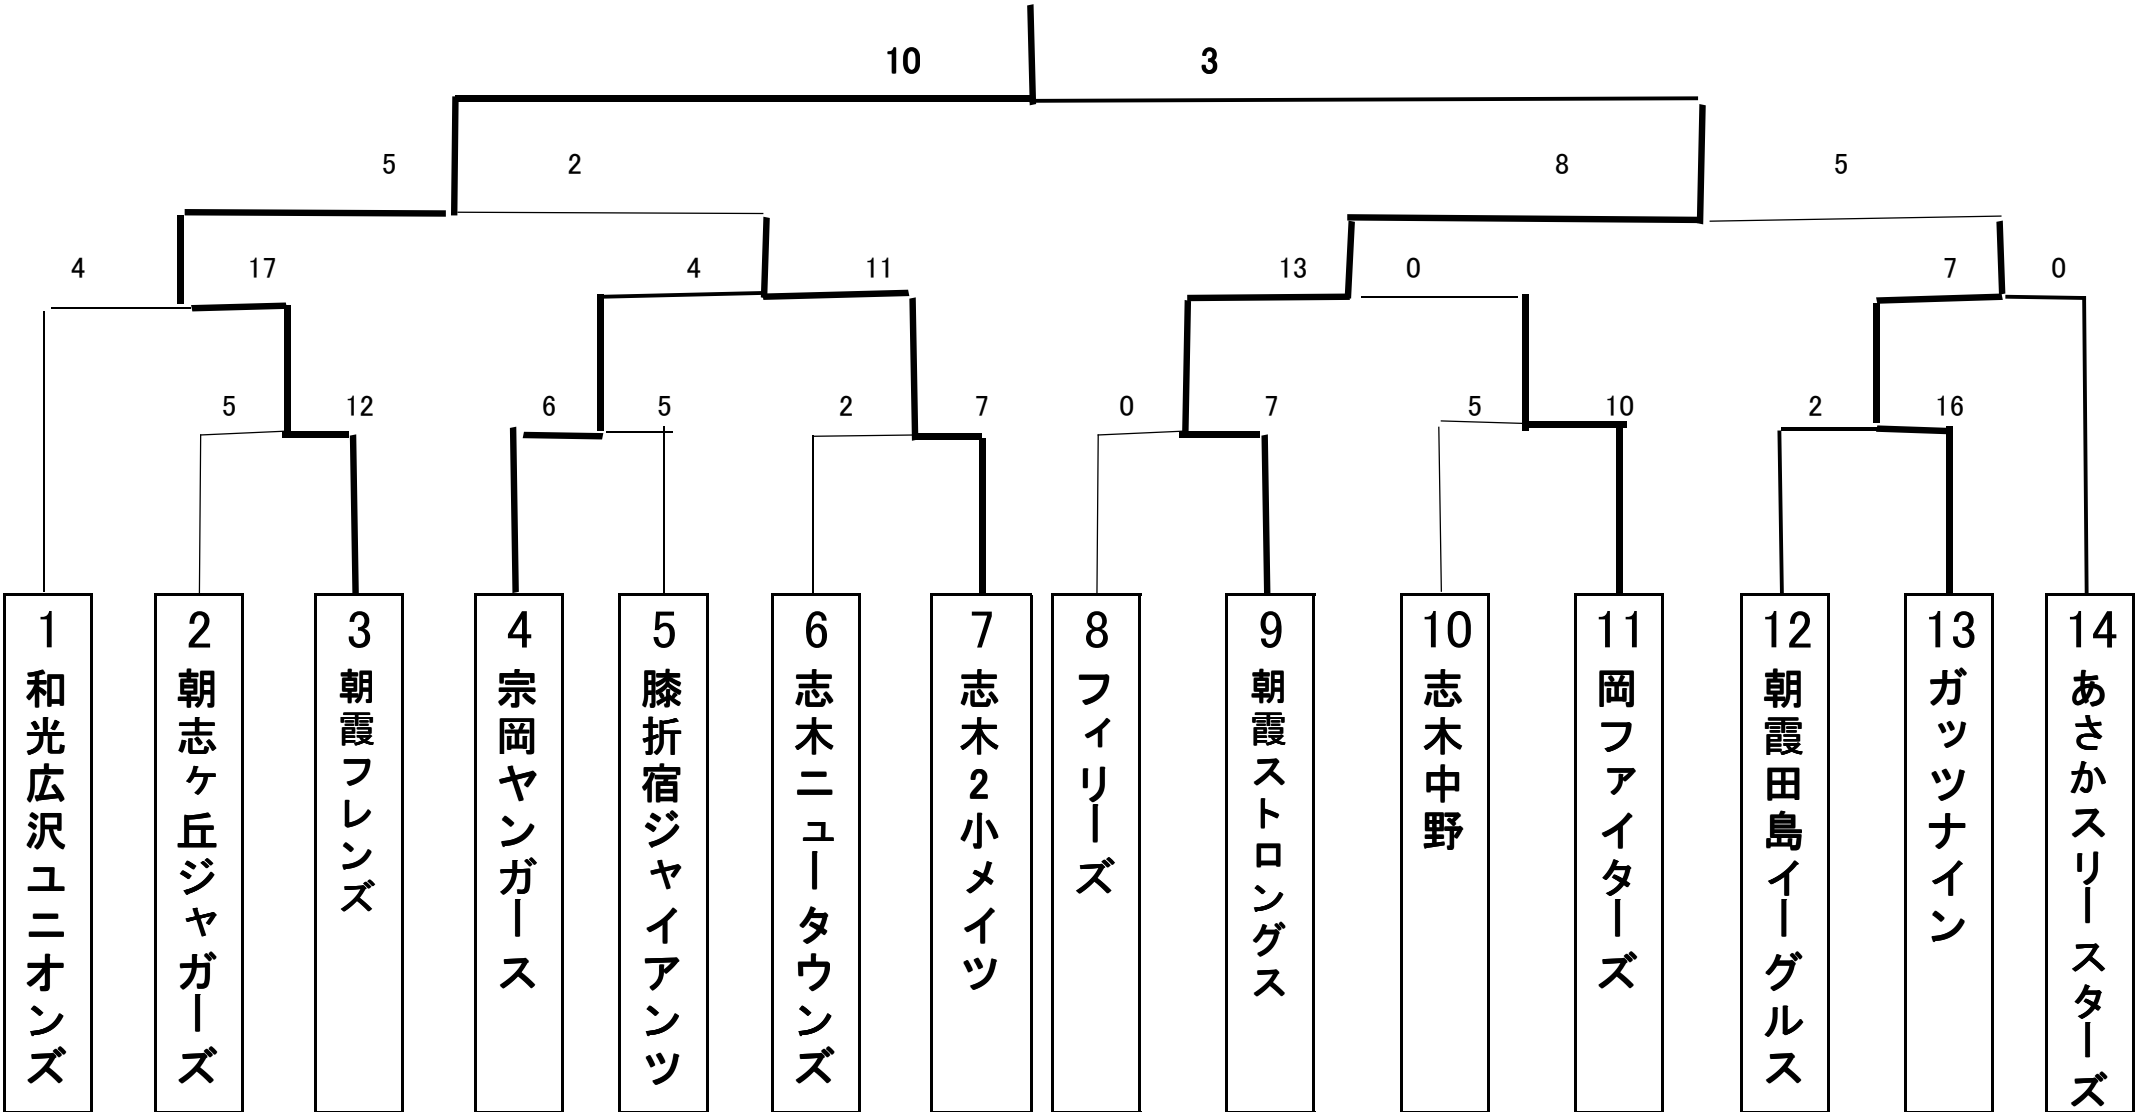 10 3
5 2 8 5
4 17 4 11 13 0 7 0
5 12 6 5 2 7 0 7 5 10 2 16
1
和光広沢ユニオンズ
2
朝志ヶ丘ジャガーズ
3
朝霞フレンズ
4
宗岡ヤンガース
5
膝折宿ジャイアンツ
6
志木ニュータウンズ
7
志木2小メイツ
8
フィリーズ
9
朝霞ストロングス
10
志木中野
11
岡ファイターズ
12
朝霞田島イーグルス
13
ガッツナイン
14
あさかスリースターズ